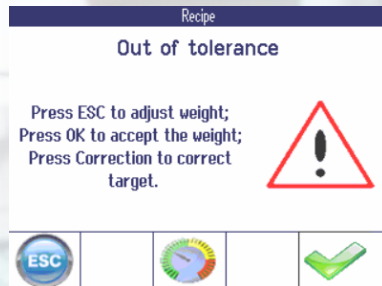 Recipe
Out of tolerance
Press ESC to adjust weight;
Press OK to accept the weight;
Press Correction to correct
target.
ESC